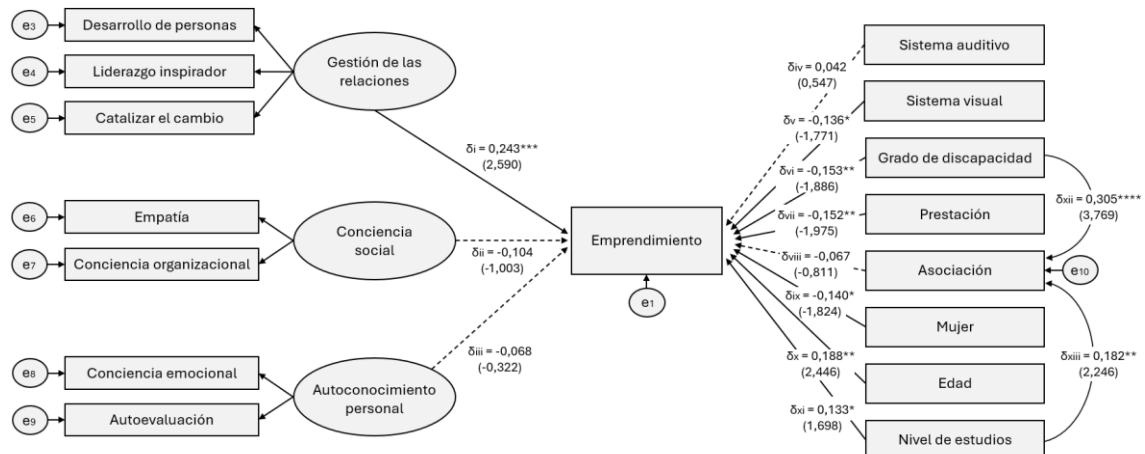 e3
Desarrollo de personas
e4
Liderazgo inspirador
e5
Catalizar el cambio
Gestión de las
relaciones
δi = 0,243***
(2,590)
e6
Empatía
e7
Conciencia organizacional
Conciencia
social
δii = -0,104
(-1,003)
e8
Conciencia emocional
e9
Autoevaluación
Autoconocimiento
personal
δiii = -0,068
(-0,322)
Emprendimiento
e1
Sistema auditivo
δiv = 0,042
(0,547)
Sistema visual
δv = -0,136*
(-1,771)
Grado de discapacidad
δvi = -0,153**
(-1,886)
Prestación
δvii = -0,152**
(-1,975)
Asociación
δviii = -0,067
(-0,811)
e10
Mujer
δix = -0,140*
(-1,824)
Edad
δx = 0,188**
(2,446)
Nivel de estudios
δxi = 0,133*
(1,698)
δxii = 0,305****
(3,769)
δxiii = 0,182**
(2,246)